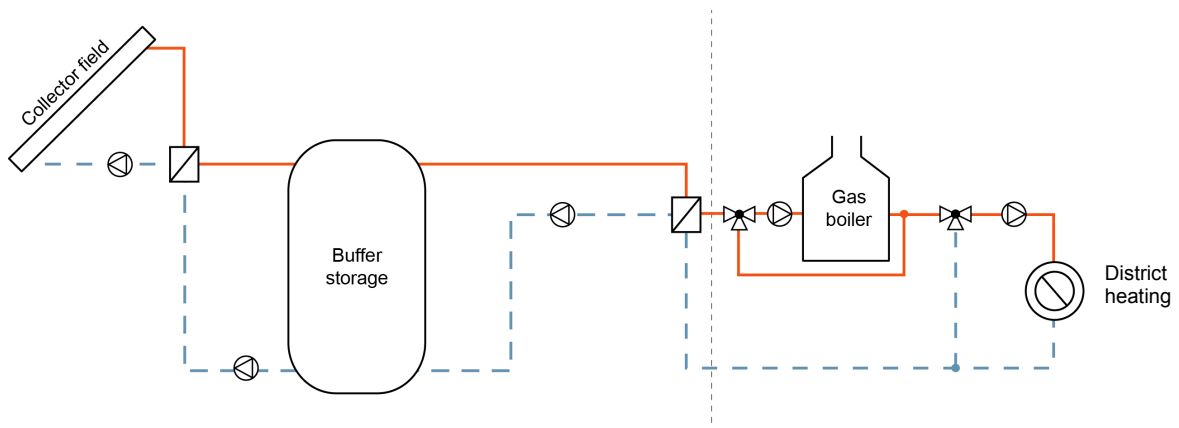 Collector field
Buffer
storage
Gas
boiler
District
heating